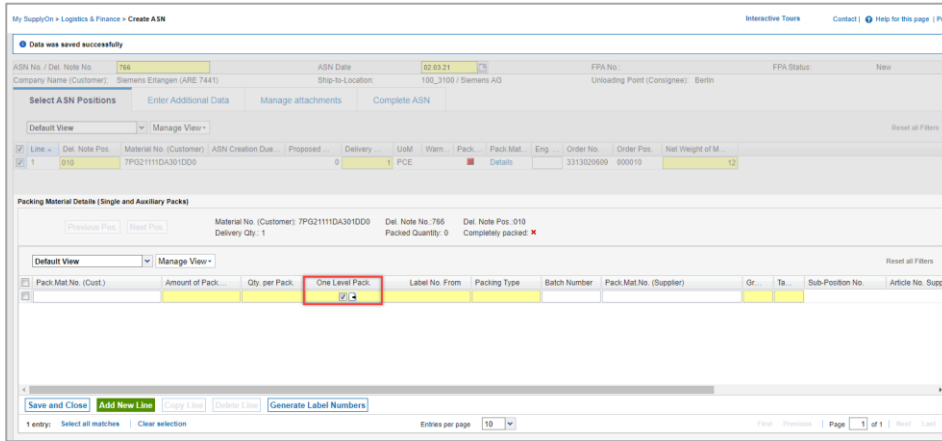 My SupplyOn > Logistics & Finance > Create ASN Interactive Tours Contact | Help for this page |
Data was saved successfully
ASN No. / Del. Note No. 766 ASN Date 02.03.21 FPA No.: FPA Status: New
Company Name (Customer): Siemens Erlangen (ARE 7441) Ship-to-Location: 100_3100 / Siemens AG Unloading Point (Consignee): Berlin
Select ASN Positions Enter Additional Data Manage attachments Complete ASN
Default View Manage View Reset all Filters
Line Del. Note Pos. Material No. (Customer) ASN Creation Due... Proposed ... Delivery ... UoM Warn... Pack... Pack.Mat... Eng. ... Order No. Order Pos. Net Weight of M...
1 010 7PG21111DA301DD0 0 1 PCE Details 3313020609 000010 12
Packing Material Details (Single and Auxiliary Packs)
Previous Pos. Next Pos. Material No. (Customer): 7PG21111DA301DD0 Del. Note No.:766 Del. Note Pos.:010
Delivery Qty.: 1 Packed Quantity: 0 Completely packed:
Default View Manage View Reset all Filters
Pack.Mat.No. (Cust.) Amount of Pack.... Qty. per Pack. One Level Pack. Label No. From Packing Type Batch Number Pack.Mat.No. (Supplier) Gr... Ta... Sub-Position No. Article No. Supp
Save and Close Add New Line Copy Line Delete Line Generate Label Numbers
1 entry: Select all matches | Clear selection Entries per page 10 First Previous | Page 1 of 1 | Next Last